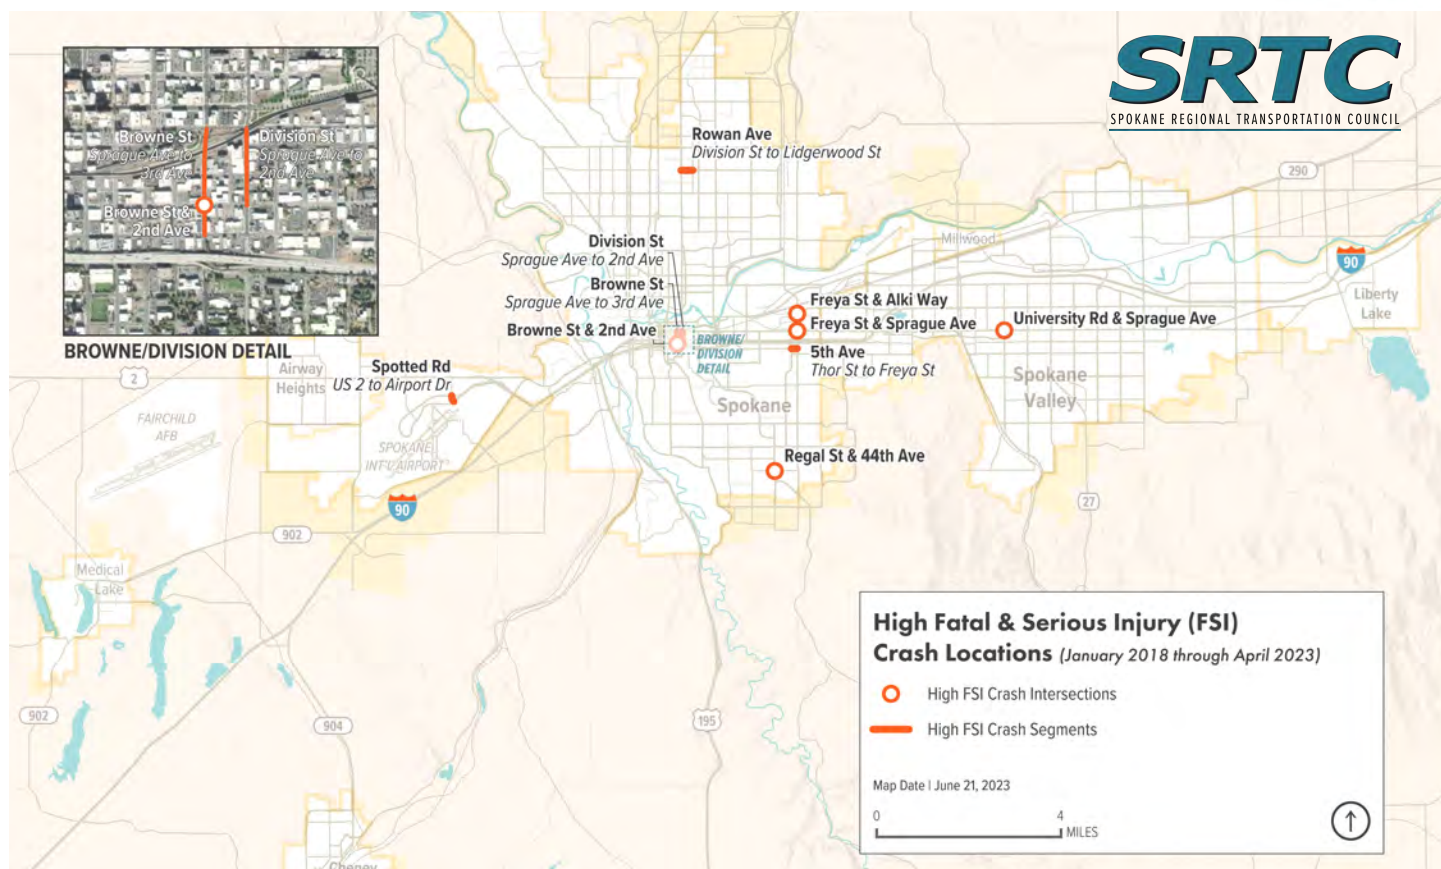 SRTC
SPOKANE REGIONAL TRANSPORTATION COUNCIL
Browne St
Sprague Ave to
3rd Ave
Division St
Sprague Ave to
2nd Ave
Browne St &
2nd Ave
BROWNE/DIVISION DETAIL
Rowan Ave
Division St to Lidgerwood St
290
Division St
Sprague Ave to 2nd Ave
Millwood
90
Browne St
Sprague Ave to 3rd Ave
Liberty
Lake
Freya St & Alki Way
Freya St & Sprague Ave
University Rd & Sprague Ave
Browne St & 2nd Ave
BROWNE/
DIVISION
DETAIL
5th Ave
Thor St to Freya St
Spotted Rd
US 2 to Airport Dr
Airway
Heights
2
Spokane
Valley
Spokane
FAIRCHILD
AFB
SPOKANE
INT'L AIRPORT
Regal St & 44th Ave
90
27
902
Medical
Lake
902
904
195
Cheney
High Fatal & Serious Injury (FSI)
Crash Locations (January 2018 through April 2023)
High FSI Crash Intersections
High FSI Crash Segments
Map Date | June 21, 2023
0 4
MILES